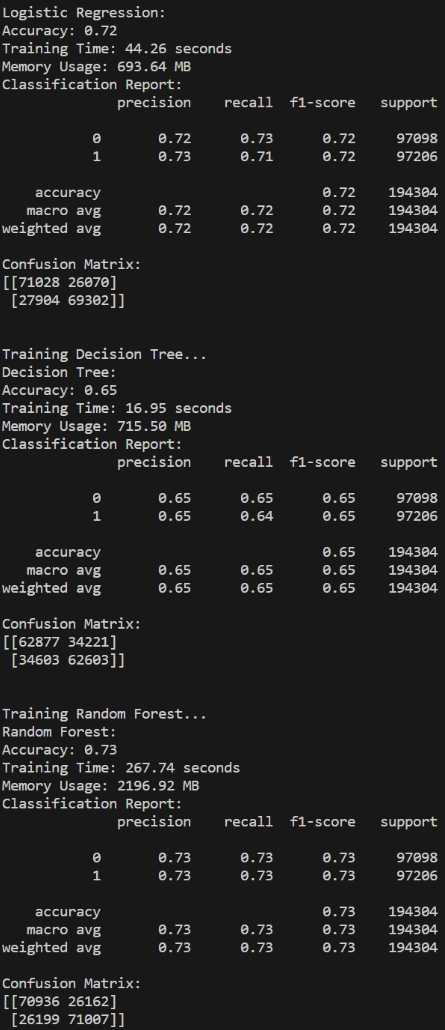 Logistic Regression:
Accuracy: 0.72
Training Time: 44.26 seconds
Memory Usage: 693.64 MB
Classification Report:
              precision    recall  f1-score   support

           0       0.72      0.73      0.72     97098
           1       0.73      0.71      0.72     97206

    accuracy                           0.72    194304
   macro avg       0.72      0.72      0.72    194304
weighted avg       0.72      0.72      0.72    194304

Confusion Matrix:
[[71028 26070]
 [27904 69302]]


Training Decision Tree...
Decision Tree:
Accuracy: 0.65
Training Time: 16.95 seconds
Memory Usage: 715.50 MB
Classification Report:
              precision    recall  f1-score   support

           0       0.65      0.65      0.65     97098
           1       0.65      0.64      0.65     97206

    accuracy                           0.65    194304
   macro avg       0.65      0.65      0.65    194304
weighted avg       0.65      0.65      0.65    194304

Confusion Matrix:
[[62877 34221]
 [34603 62603]]


Training Random Forest...
Random Forest:
Accuracy: 0.73
Training Time: 267.74 seconds
Memory Usage: 2196.92 MB
Classification Report:
              precision    recall  f1-score   support

           0       0.73      0.73      0.73     97098
           1       0.73      0.73      0.73     97206

    accuracy                           0.73    194304
   macro avg       0.73      0.73      0.73    194304
weighted avg       0.73      0.73      0.73    194304

Confusion Matrix:
[[70936 26162]
 [26199 71007]]